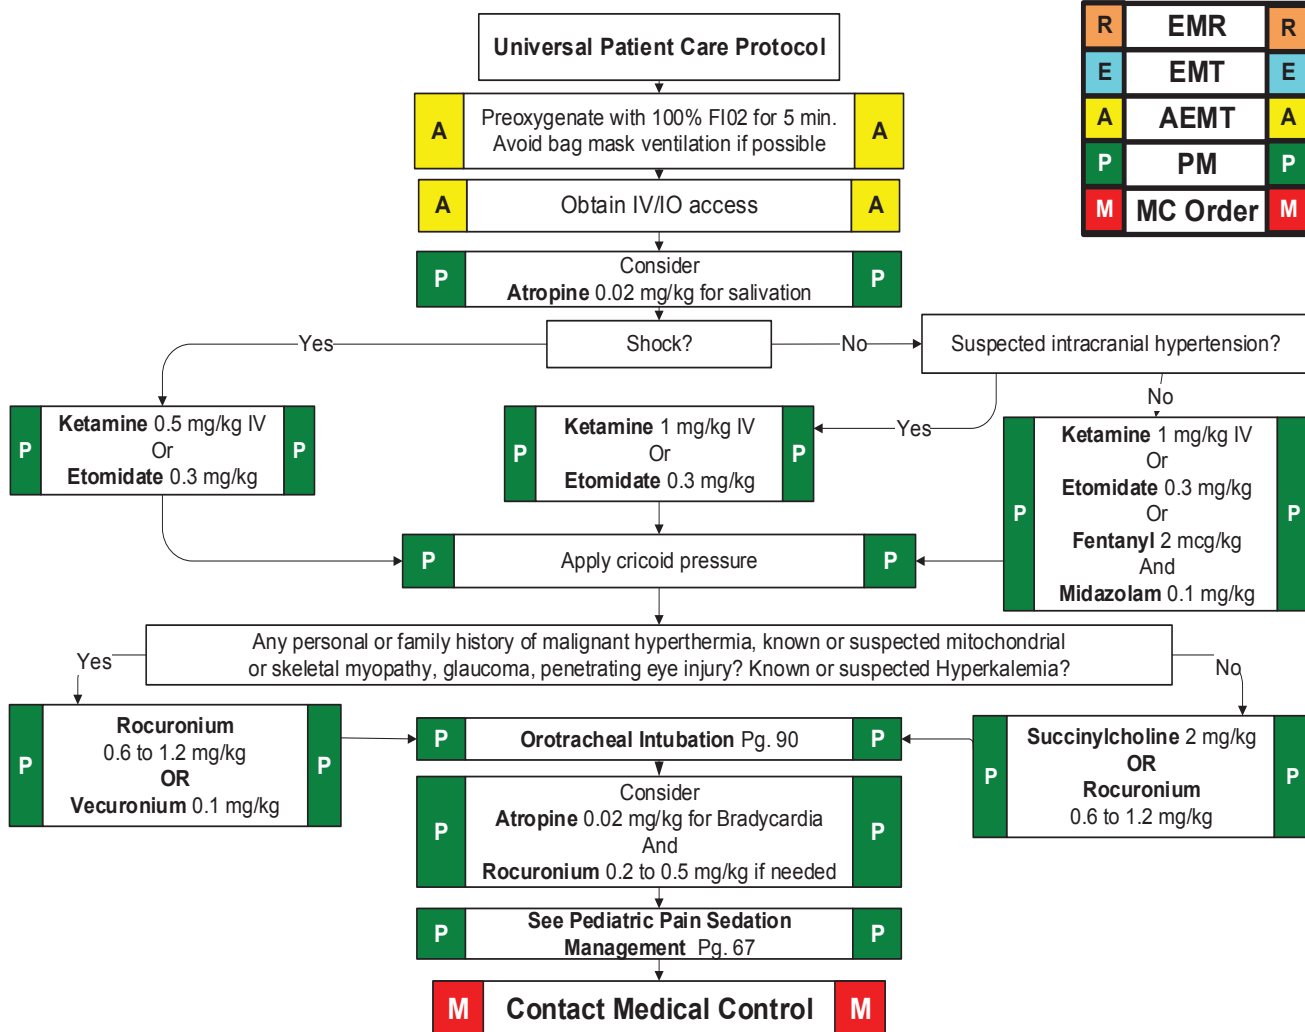 Universal Patient Care Protocol
R EMR R
E EMT E
A AEMT A
P PM P
M MC Order M
A Preoxygenate with 100% FI02 for 5 min. A
Avoid bag mask ventilation if possible
A Obtain IV/IO access A
P Consider P
Atropine 0.02 mg/kg for salivation
Yes
Shock?
No
Suspected intracranial hypertension?
Yes
No
P Ketamine 0.5 mg/kg IV P
Or
Etomidate 0.3 mg/kg
P Ketamine 1 mg/kg IV P
Or
Etomidate 0.3 mg/kg
Ketamine 1 mg/kg IV
Or
Etomidate 0.3 mg/kg
Or
P Fentanyl 2 mcg/kg P
And
Midazolam 0.1 mg/kg
P Apply cricoid pressure P
Any personal or family history of malignant hyperthermia, known or suspected mitochondrial
or skeletal myopathy, glaucoma, penetrating eye injury? Known or suspected Hyperkalemia?
Yes
No
Rocuronium
P 0.6 to 1.2 mg/kg P
OR
Vecuronium 0.1 mg/kg
Succinylcholine 2 mg/kg
P OR P
Rocuronium
0.6 to 1.2 mg/kg
P Orotracheal Intubation Pg. 90 P
Consider
Atropine 0.02 mg/kg for Bradycardia
P And P
Rocuronium 0.2 to 0.5 mg/kg if needed
P See Pediatric Pain Sedation P
Management Pg. 67
M Contact Medical Control M